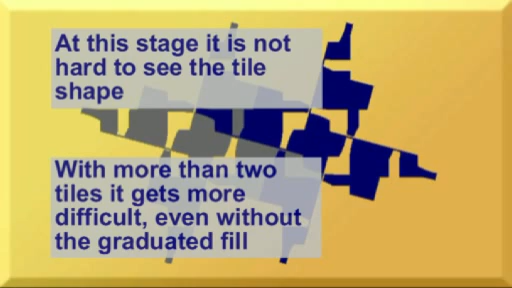 At this stage it is not
hard to see the tile
shape
With more than two
tiles it gets more
difficult, even without
the graduated fill